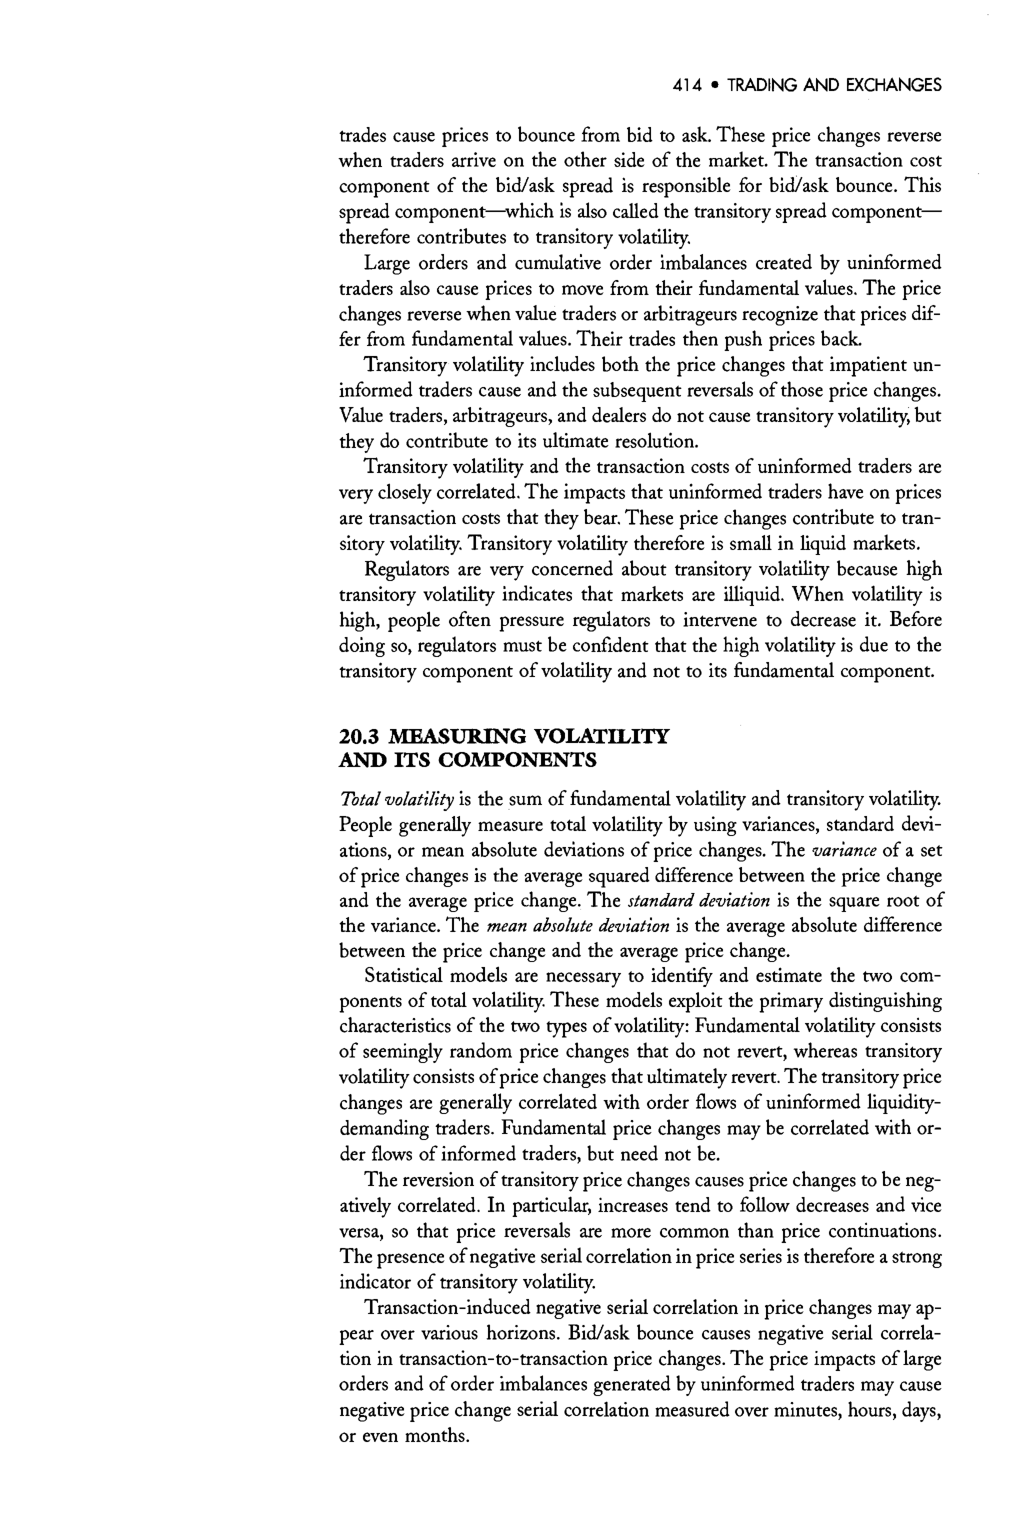 414 • TRADING AND EXCHANGES
trades cause prices to bounce from bid to ask. These price changes reverse
when traders arrive on the other side of the market. The transaction cost
component of the bid/ask spread is responsible for bid/ask bounce. This
spread component—which is also called the transitory spread component—
therefore contributes to transitory volatility.
Large orders and cumulative order imbalances created by uninformed
traders also cause prices to move from their fundamental values. The price
changes reverse when value traders or arbitrageurs recognize that prices dif-
fer from fundamental values. Their trades then push prices back.
Transitory volatility includes both the price changes that impatient un-
informed traders cause and the subsequent reversals of those price changes.
Value traders, arbitrageurs, and dealers do not cause transitory volatility, but
they do contribute to its ultimate resolution.
Transitory volatility and the transaction costs of uninformed traders are
very closely correlated. The impacts that uninformed traders have on prices
are transaction costs that they bear. These price changes contribute to tran-
sitory volatility. Transitory volatility therefore is small in liquid markets.
Regulators are very concerned about transitory volatility because high
transitory volatility indicates that markets are illiquid. When volatility is
high, people often pressure regulators to intervene to decrease it. Before
doing so, regulators must be confident that the high volatility is due to the
transitory component of volatility and not to its fundamental component.
20.3 MEASURING VOLATILITY
AND ITS COMPONENTS
Total volatility is the sum of fundamental volatility and transitory volatility.
People generally measure total volatility by using variances, standard devi-
ations, or mean absolute deviations of price changes. The variance of a set
of price changes is the average squared difference between the price change
and the average price change. The standard deviation is the square root of
the variance. The mean absolute deviation is the average absolute difference
between the price change and the average price change.
Statistical models are necessary to identify and estimate the two com-
ponents of total volatility. These models exploit the primary distinguishing
characteristics of the two types of volatility: Fundamental volatility consists
of seemingly random price changes that do not revert, whereas transitory
volatility consists of price changes that ultimately revert. The transitory price
changes are generally correlated with order flows of uninformed liquidity-
demanding traders. Fundamental price changes may be correlated with or-
der flows of informed traders, but need not be.
The reversion of transitory price changes causes price changes to be neg-
atively correlated. In particular, increases tend to follow decreases and vice
versa, so that price reversals are more common than price continuations.
The presence of negative serial correlation in price series is therefore a strong
indicator of transitory volatility.
Transaction-induced negative serial correlation in price changes may ap-
pear over various horizons. Bid/ask bounce causes negative serial correla-
tion in transaction-to-transaction price changes. The price impacts of large
orders and of order imbalances generated by uninformed traders may cause
negative price change serial correlation measured over minutes, hours, days,
or even months.